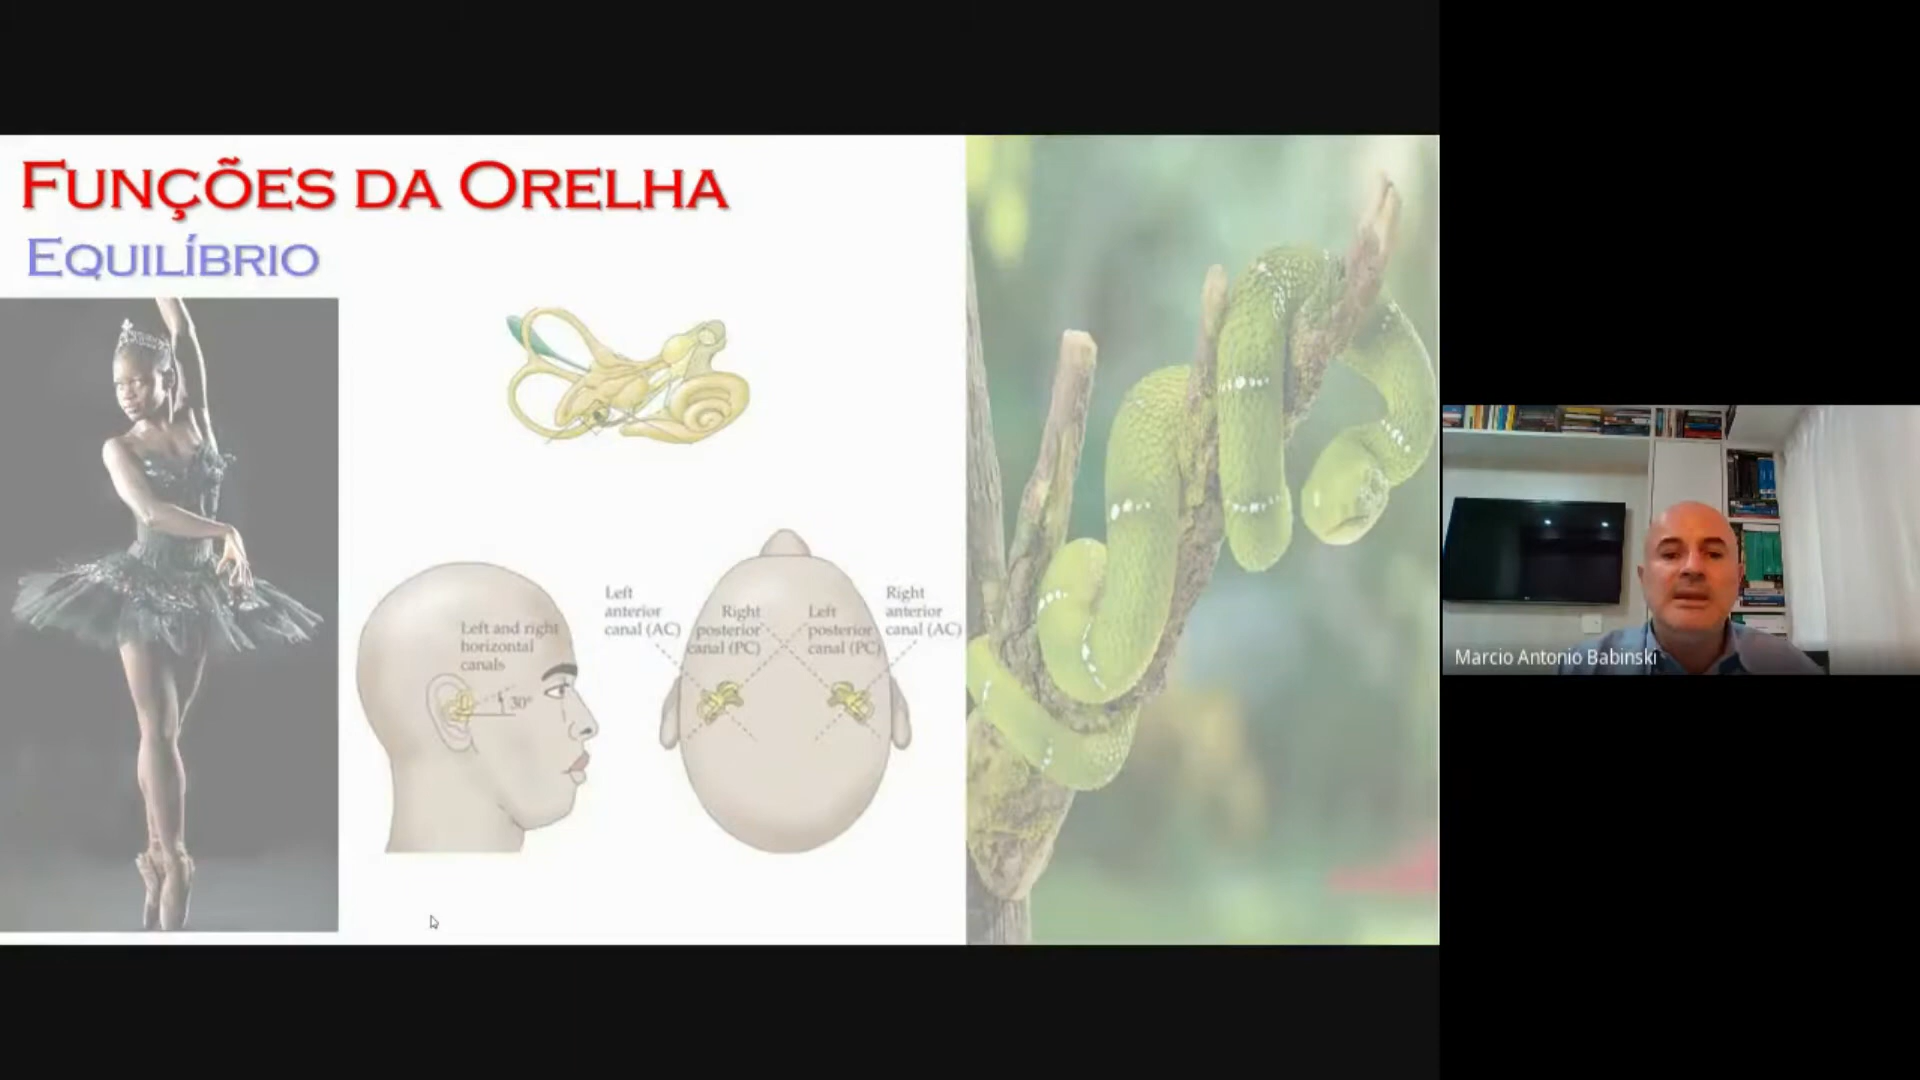 FUNÇÕES DA ORELHA
EQUILÍBRIO
Left and right
horizontal
canals
30°
Left
anterior
canal (AC)
Right
posterior
canal (PC)
Left
posterior
canal (PC)
Right
anterior
canal (AC)
Marcio Antonio Babinski